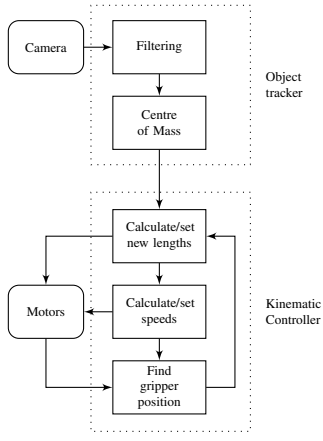 Camera
Filtering
Object
tracker
Centre
of Mass
Calculate/set
new lengths
Motors
Calculate/set
speeds
Kinematic
Controller
Find
gripper
position